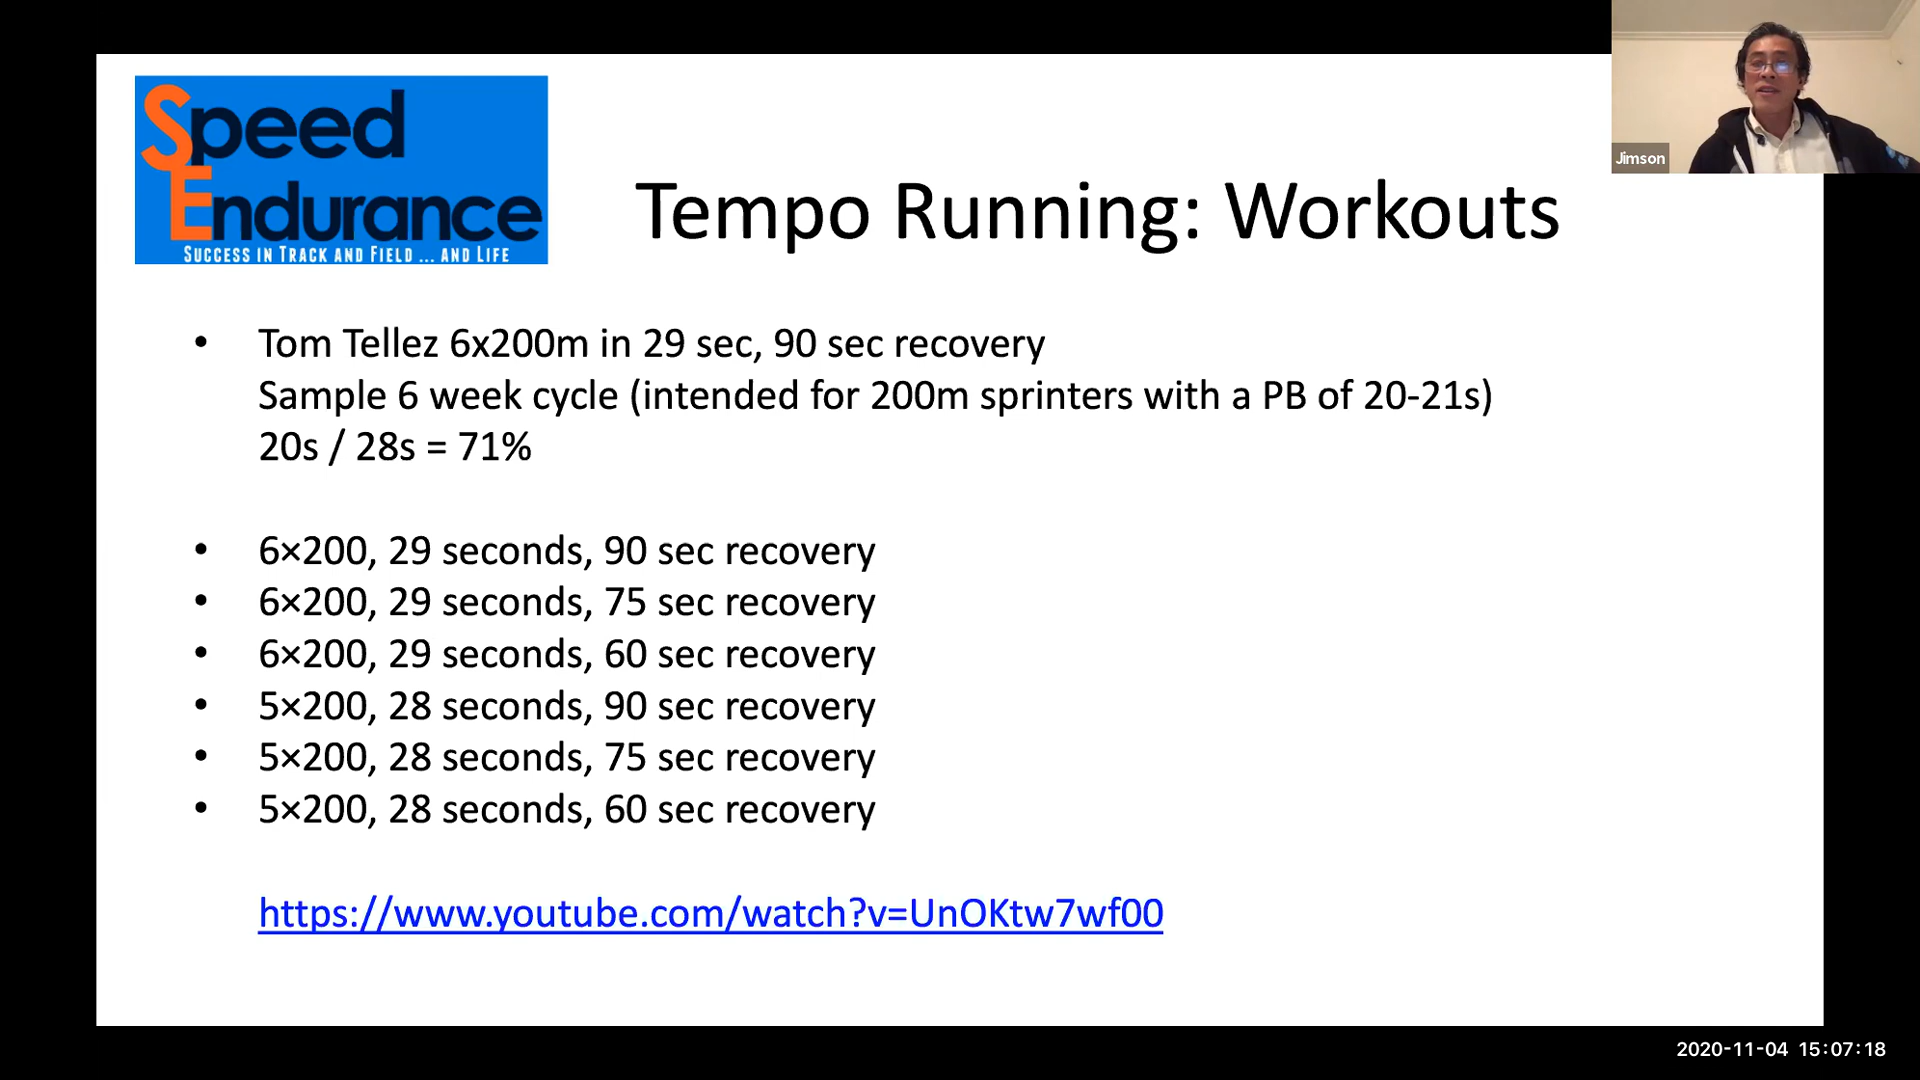 Speed
Endurance
SUCCESS IN TRACK AND FIELD ... AND LIFE
Jimson
Tempo Running: Workouts
• Tom Tellez 6x200m in 29 sec, 90 sec recovery
Sample 6 week cycle (intended for 200m sprinters with a PB of 20-21s)
20s / 28s = 71%
• 6×200, 29 seconds, 90 sec recovery
• 6×200, 29 seconds, 75 sec recovery
• 6×200, 29 seconds, 60 sec recovery
• 5×200, 28 seconds, 90 sec recovery
• 5×200, 28 seconds, 75 sec recovery
• 5×200, 28 seconds, 60 sec recovery
https://www.youtube.com/watch?v=UnOKtw7wf00
2020-11-04 15:07:18